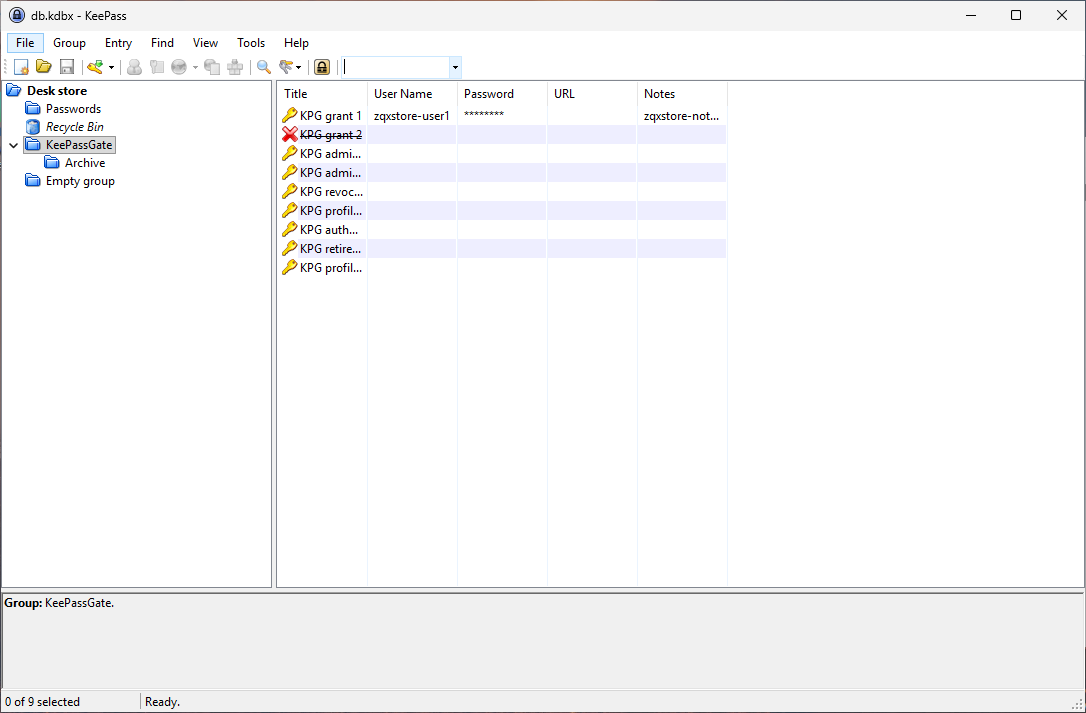 db.kdbx - KeePass
File Group Entry Find View Tools Help
Desk store
Passwords
Recycle Bin
KeePassGate
Archive
Empty group
Title User Name Password URL Notes
KPG grant 1 zqxstore-user1 ******** zqxstore-not...
KPG grant 2
KPG admi...
KPG admi...
KPG revoc...
KPG profil...
KPG auth...
KPG retire...
KPG profil...
Group: KeePassGate.
0 of 9 selected Ready.